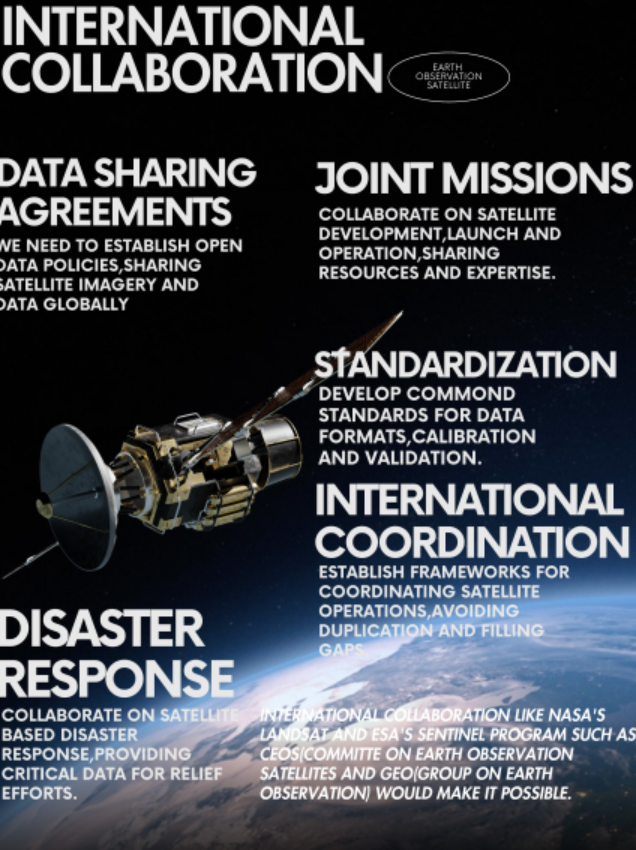 INTERNATIONAL
COLLABORATION
EARTH
OBSERVATION
SATELLITE
DATA SHARING
AGREEMENTS
WE NEED TO ESTABLISH OPEN
DATA POLICIES,SHARING
SATELLITE IMAGERY AND
DATA GLOBALLY
JOINT MISSIONS
COLLABORATE ON SATELLITE
DEVELOPMENT,LAUNCH AND
OPERATION,SHARING
RESOURCES AND EXPERTISE.
STANDARDIZATION
DEVELOP COMMOND
STANDARDS FOR DATA
FORMATS,CALIBRATION
AND VALIDATION.
INTERNATIONAL
COORDINATION
ESTABLISH FRAMEWORKS FOR
COORDINATING SATELLITE
OPERATIONS,AVOIDING
DUPLICATION AND FILLING
GAPS
DISASTER
RESPONSE
COLLABORATE ON SATELLITE
BASED DISASTER
RESPONSE,PROVIDING
CRITICAL DATA FOR RELIEF
EFFORTS.
INTERNATIONAL COLLABORATION LIKE NASA'S
LANDSAT AND ESA'S SENTINEL PROGRAM SUCH AS
CEOS(COMMITTE ON EARTH OBSERVATION
SATELLITES AND GEO(GROUP ON EARTH
OBSERVATION) WOULD MAKE IT POSSIBLE.